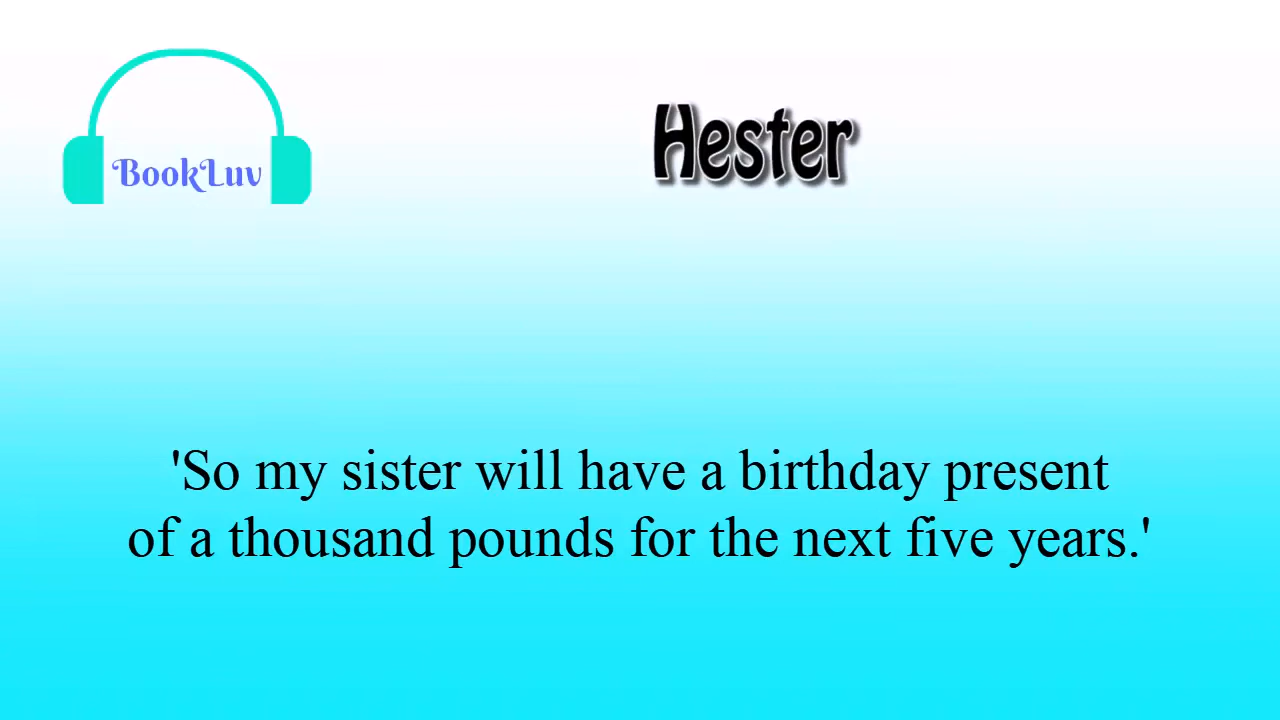 BookLuv
Hester
'So my sister will have a birthday present
of a thousand pounds for the next five years.'